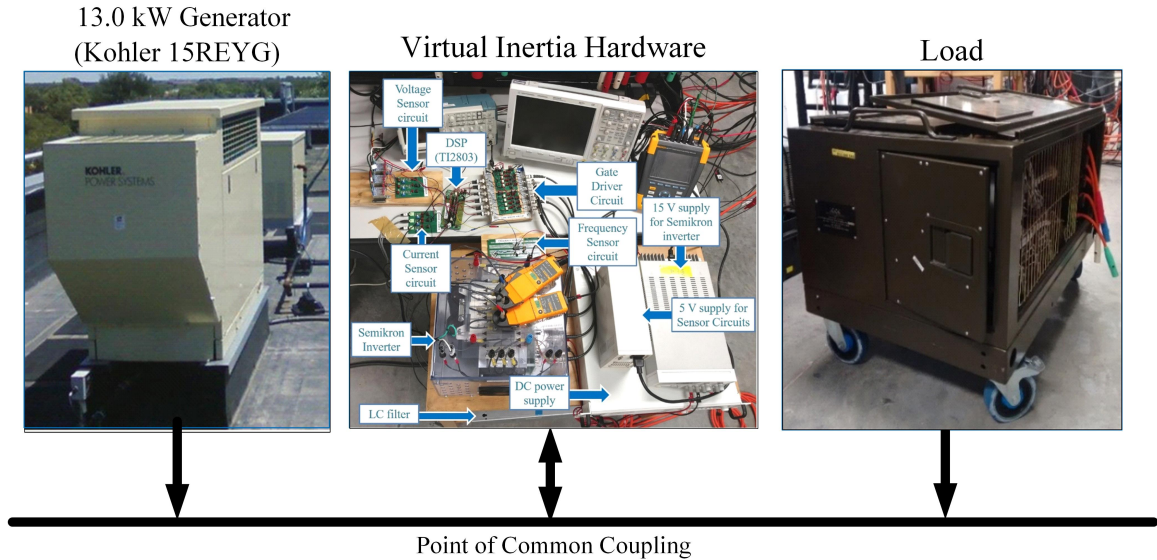 13.0 kW Generator
(Kohler 15REYG)
Virtual Inertia Hardware
Load
KOHLER
POWER SYSTEMS
Voltage
Sensor
circuit
DSP
(TI2803)
Gate
Driver
Circuit
15 V supply
for Semikron
inverter
Frequency
Sensor
circuit
Current
Sensor
circuit
5 V supply for
Sensor Circuits
Semikron
Inverter
DC power
supply
LC filter
Point of Common Coupling